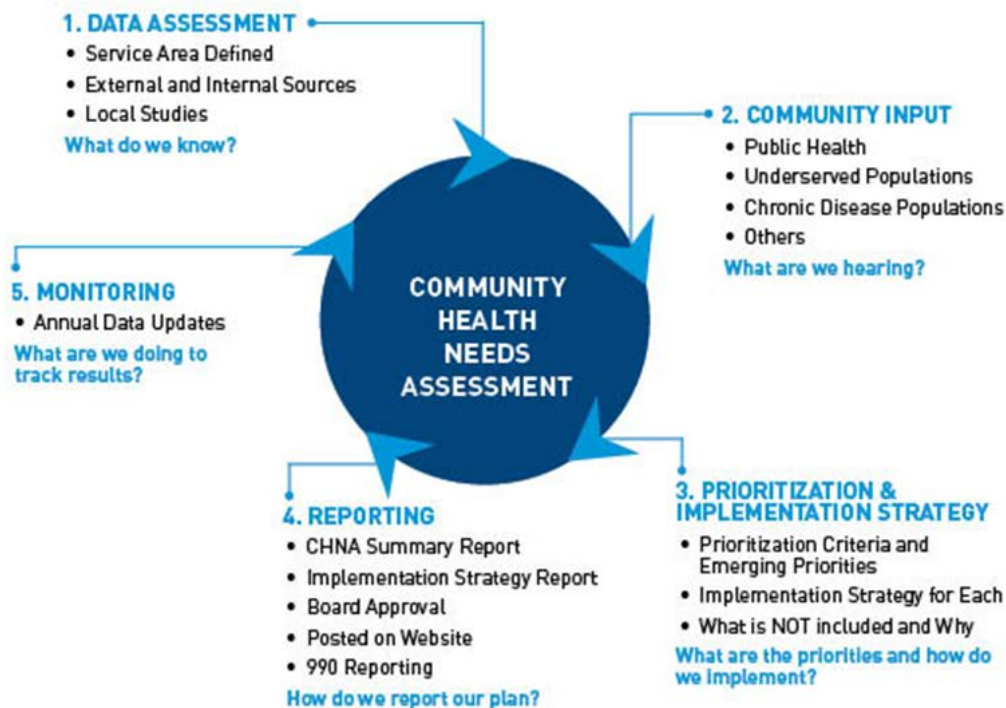 1. DATA ASSESSMENT
• Service Area Defined
• External and Internal Sources
• Local Studies
What do we know?
2. COMMUNITY INPUT
• Public Health
• Underserved Populations
• Chronic Disease Populations
• Others
What are we hearing?
COMMUNITY
HEALTH
NEEDS
ASSESSMENT
3. PRIORITIZATION &
IMPLEMENTATION STRATEGY
• Prioritization Criteria and
Emerging Priorities
• Implementation Strategy for Each
• What is NOT included and Why
What are the priorities and how do
we implement?
4. REPORTING
• CHNA Summary Report
• Implementation Strategy Report
• Board Approval
• Posted on Website
• 990 Reporting
How do we report our plan?
5. MONITORING
• Annual Data Updates
What are we doing to
track results?